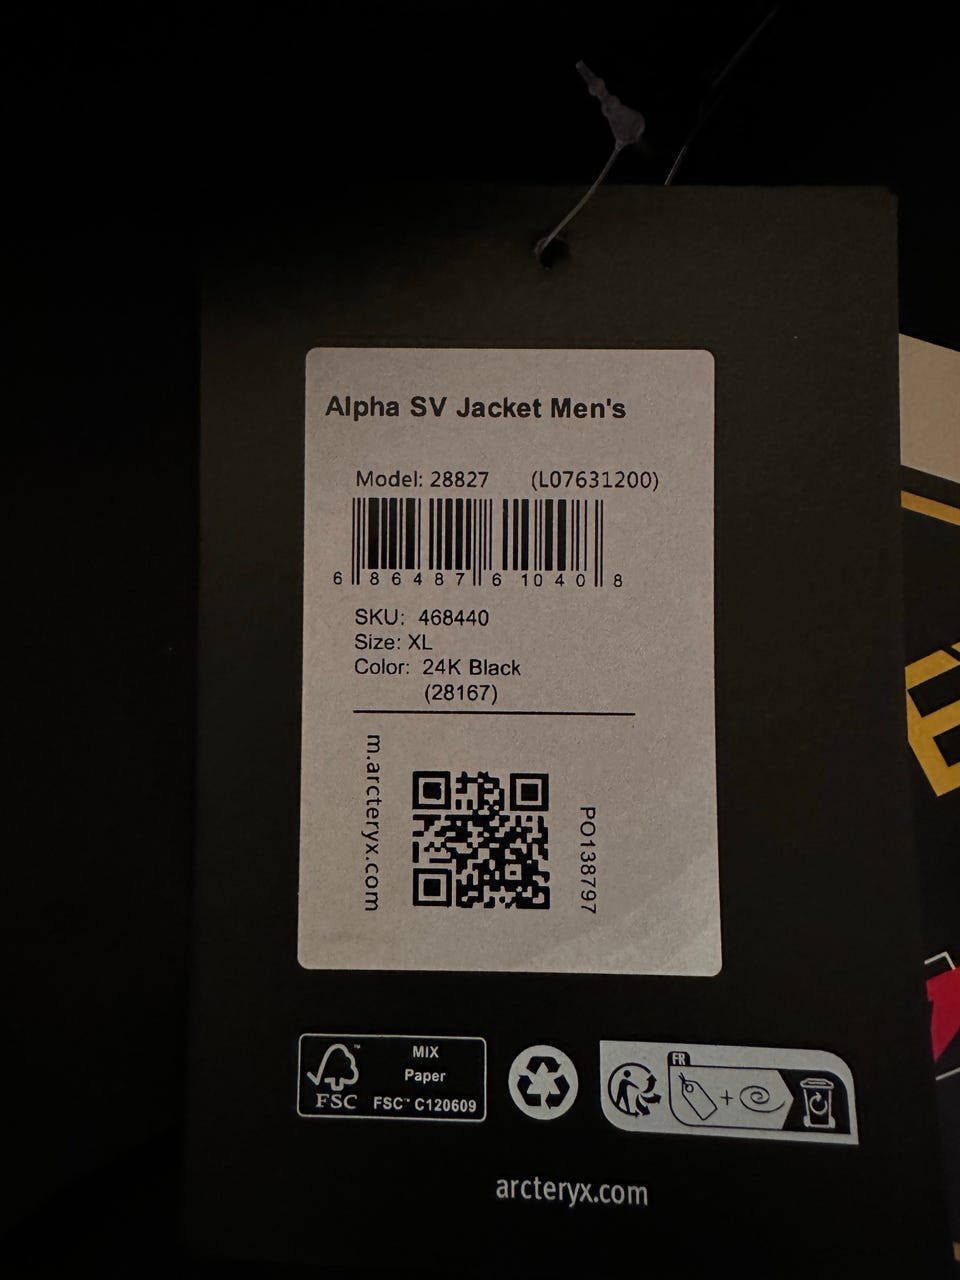 Alpha SV Jacket Men's
Model: 28827 (L07631200)
6 86487 61040 8
SKU: 468440
Size: XL
Color: 24K Black
(28167)
m.arcteryx.com
PO138797
FSC
MIX
Paper
FSC™ C120609
FR
arcteryx.com